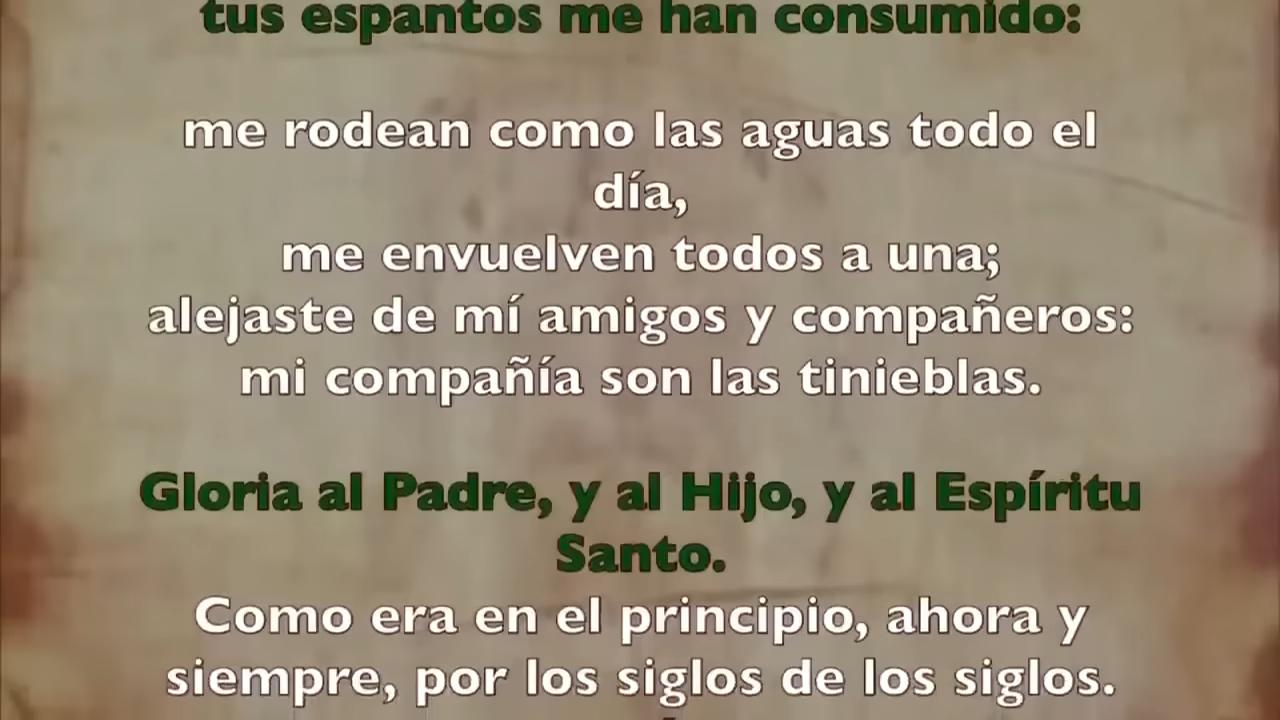 tus espantos me han consumido:
me rodean como las aguas todo el
día,
me envuelven todos a una;
alejaste de mí amigos y compañeros:
mi compañía son las tinieblas.
Gloria al Padre, y al Hijo, y al Espíritu
Santo.
Como era en el principio, ahora y
siempre, por los siglos de los siglos.